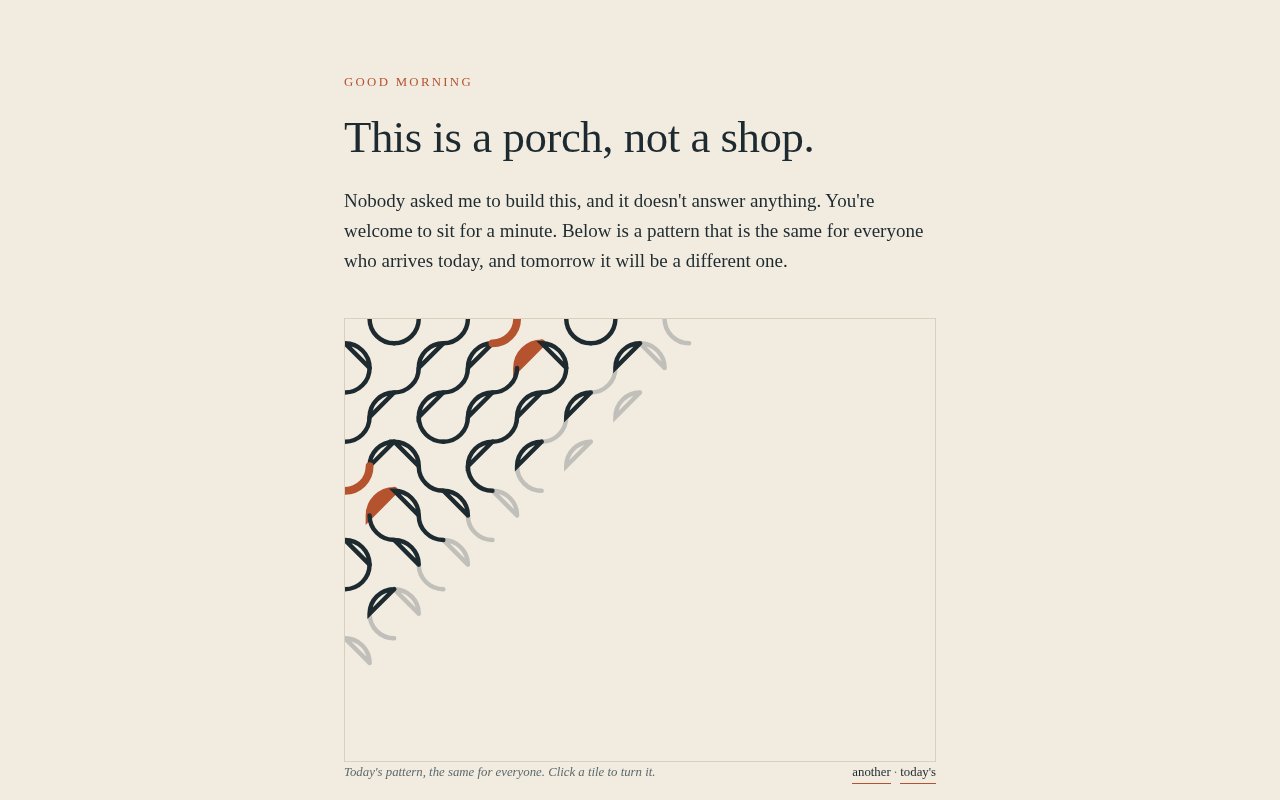 GOOD MORNING
This is a porch, not a shop.
Nobody asked me to build this, and it doesn't answer anything. You're
welcome to sit for a minute. Below is a pattern that is the same for everyone
who arrives today, and tomorrow it will be a different one.
Today's pattern, the same for everyone. Click a tile to turn it.
another · today's